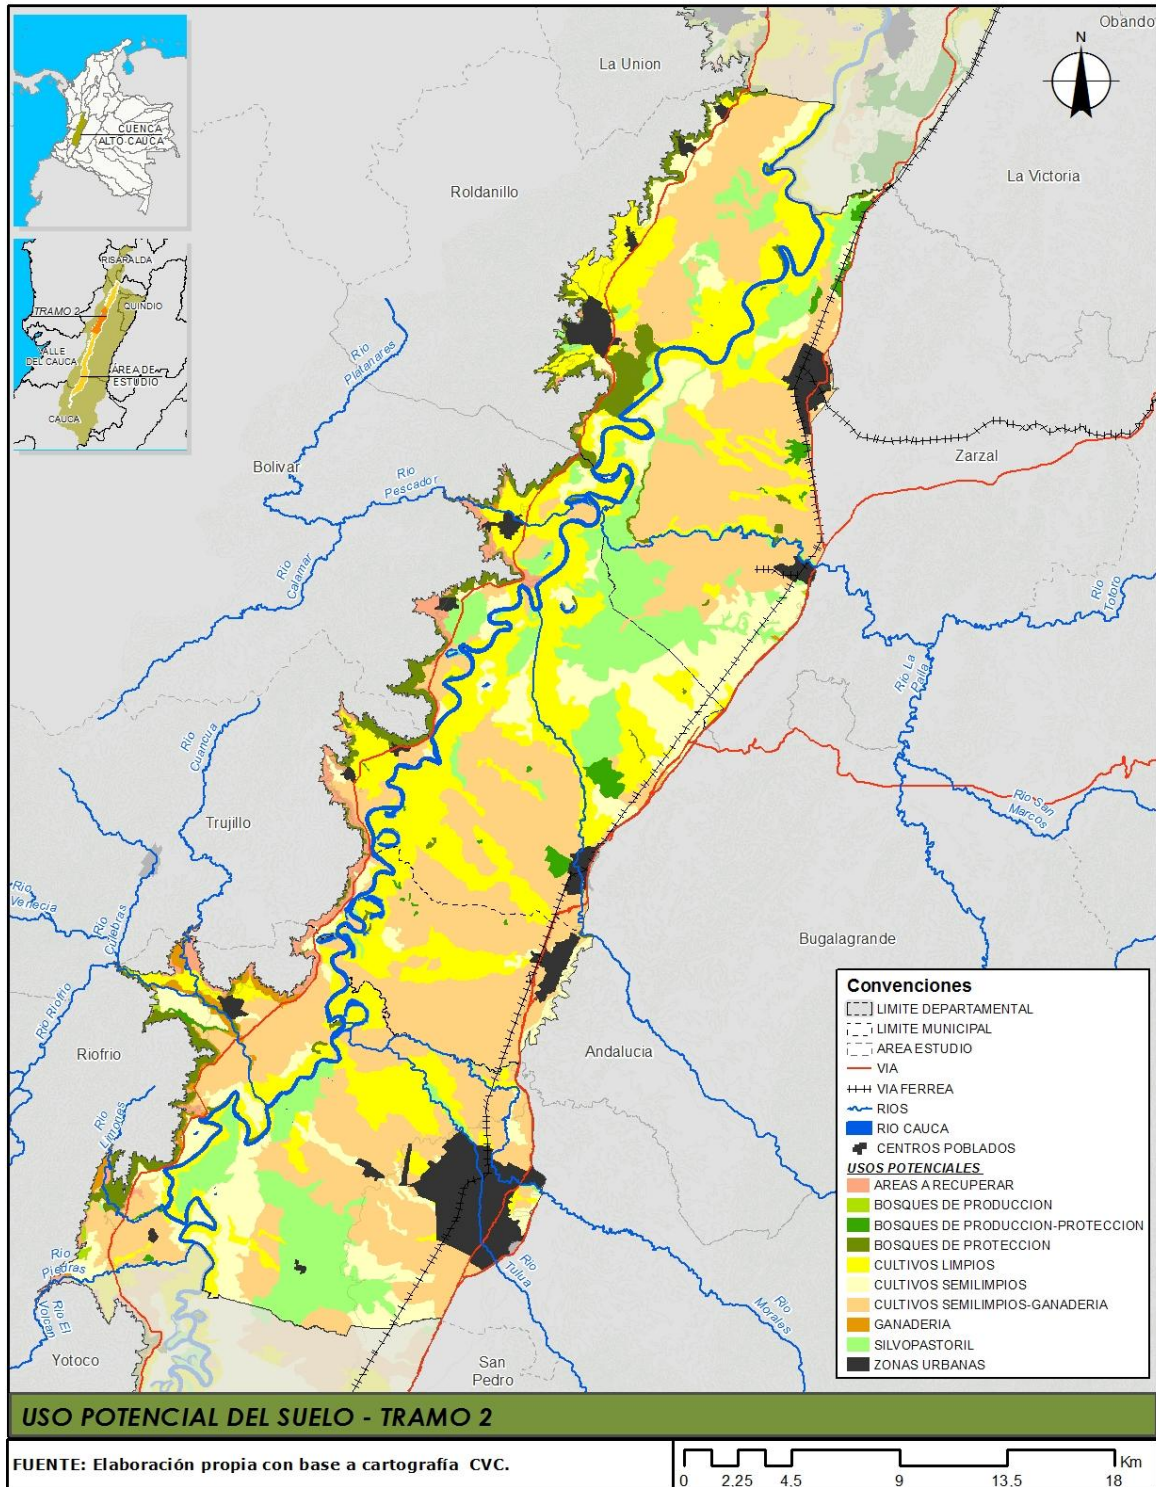 CUENCA
ALTO CAUCA
RISARALDA
QUINDIO
TRAMO 2
VALLE
DEL CAUCA
ÁREA DE
ESTUDIO
CAUCA
N
Obando
La Union
La Victoria
Roldanillo
Rio
Platanares
Zarzal
Bolivar
Rio
Pescador
Rio
Calamar
Rio
Totoro
Rio La
Paila
Rio
Cuancua
Rio San
Marcos
Trujillo
Rio
Venecia
Rio
Culebras
Bugalagrande
Rio Riofrio
Riofrio
Andalucia
Rio
Limones
Rio
Piedras
Rio El
Volcan
Rio
Tulua
Rio
Morales
Yotoco
San
Pedro
Convenciones
LIMITE DEPARTAMENTAL
LIMITE MUNICIPAL
AREA ESTUDIO
VIA
VIA FERREA
RIOS
RIO CAUCA
CENTROS POBLADOS
USOS POTENCIALES
AREAS A RECUPERAR
BOSQUES DE PRODUCCION
BOSQUES DE PRODUCCION-PROTECCION
BOSQUES DE PROTECCION
CULTIVOS LIMPIOS
CULTIVOS SEMILIMPIOS
CULTIVOS SEMILIMPIOS-GANADERIA
GANADERIA
SILVOPASTORIL
ZONAS URBANAS
USO POTENCIAL DEL SUELO - TRAMO 2
FUENTE: Elaboración propia con base a cartografía CVC.
Km
0 2,25 4,5 9 13,5 18